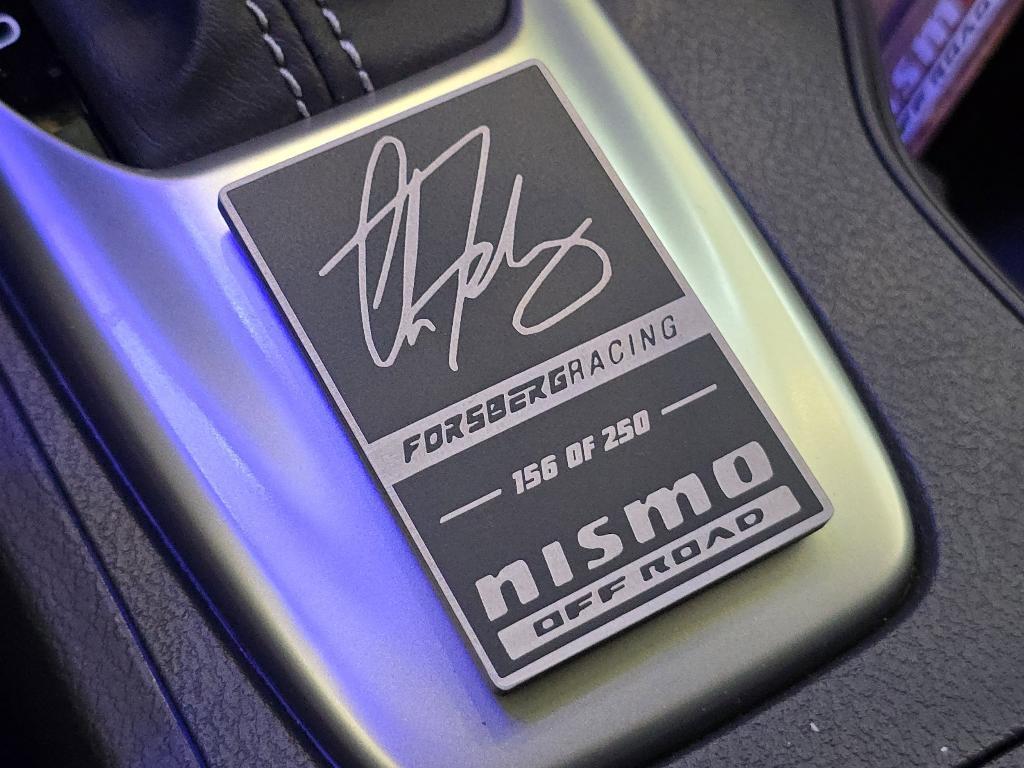 FORSBERGRACING
156 OF 250
nismo
OFF ROAD